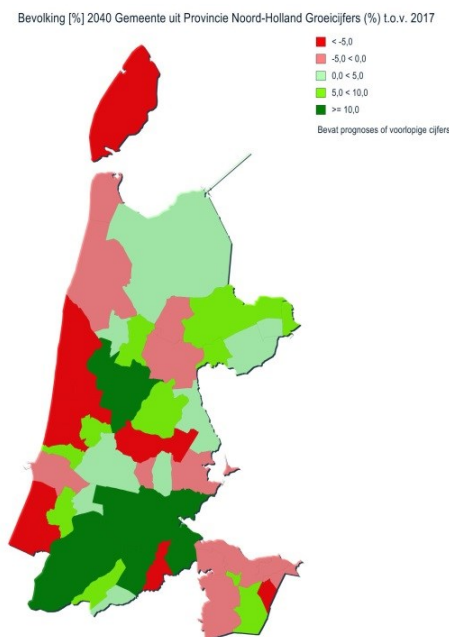 Bevolking [%] 2040 Gemeente uit Provincie Noord-Holland Groeicijfers (%) t.o.v. 2017
< -5,0
-5,0 < 0,0
0,0 < 5,0
5,0 < 10,0
>= 10,0
Bevat prognoses of voorlopige cijfers